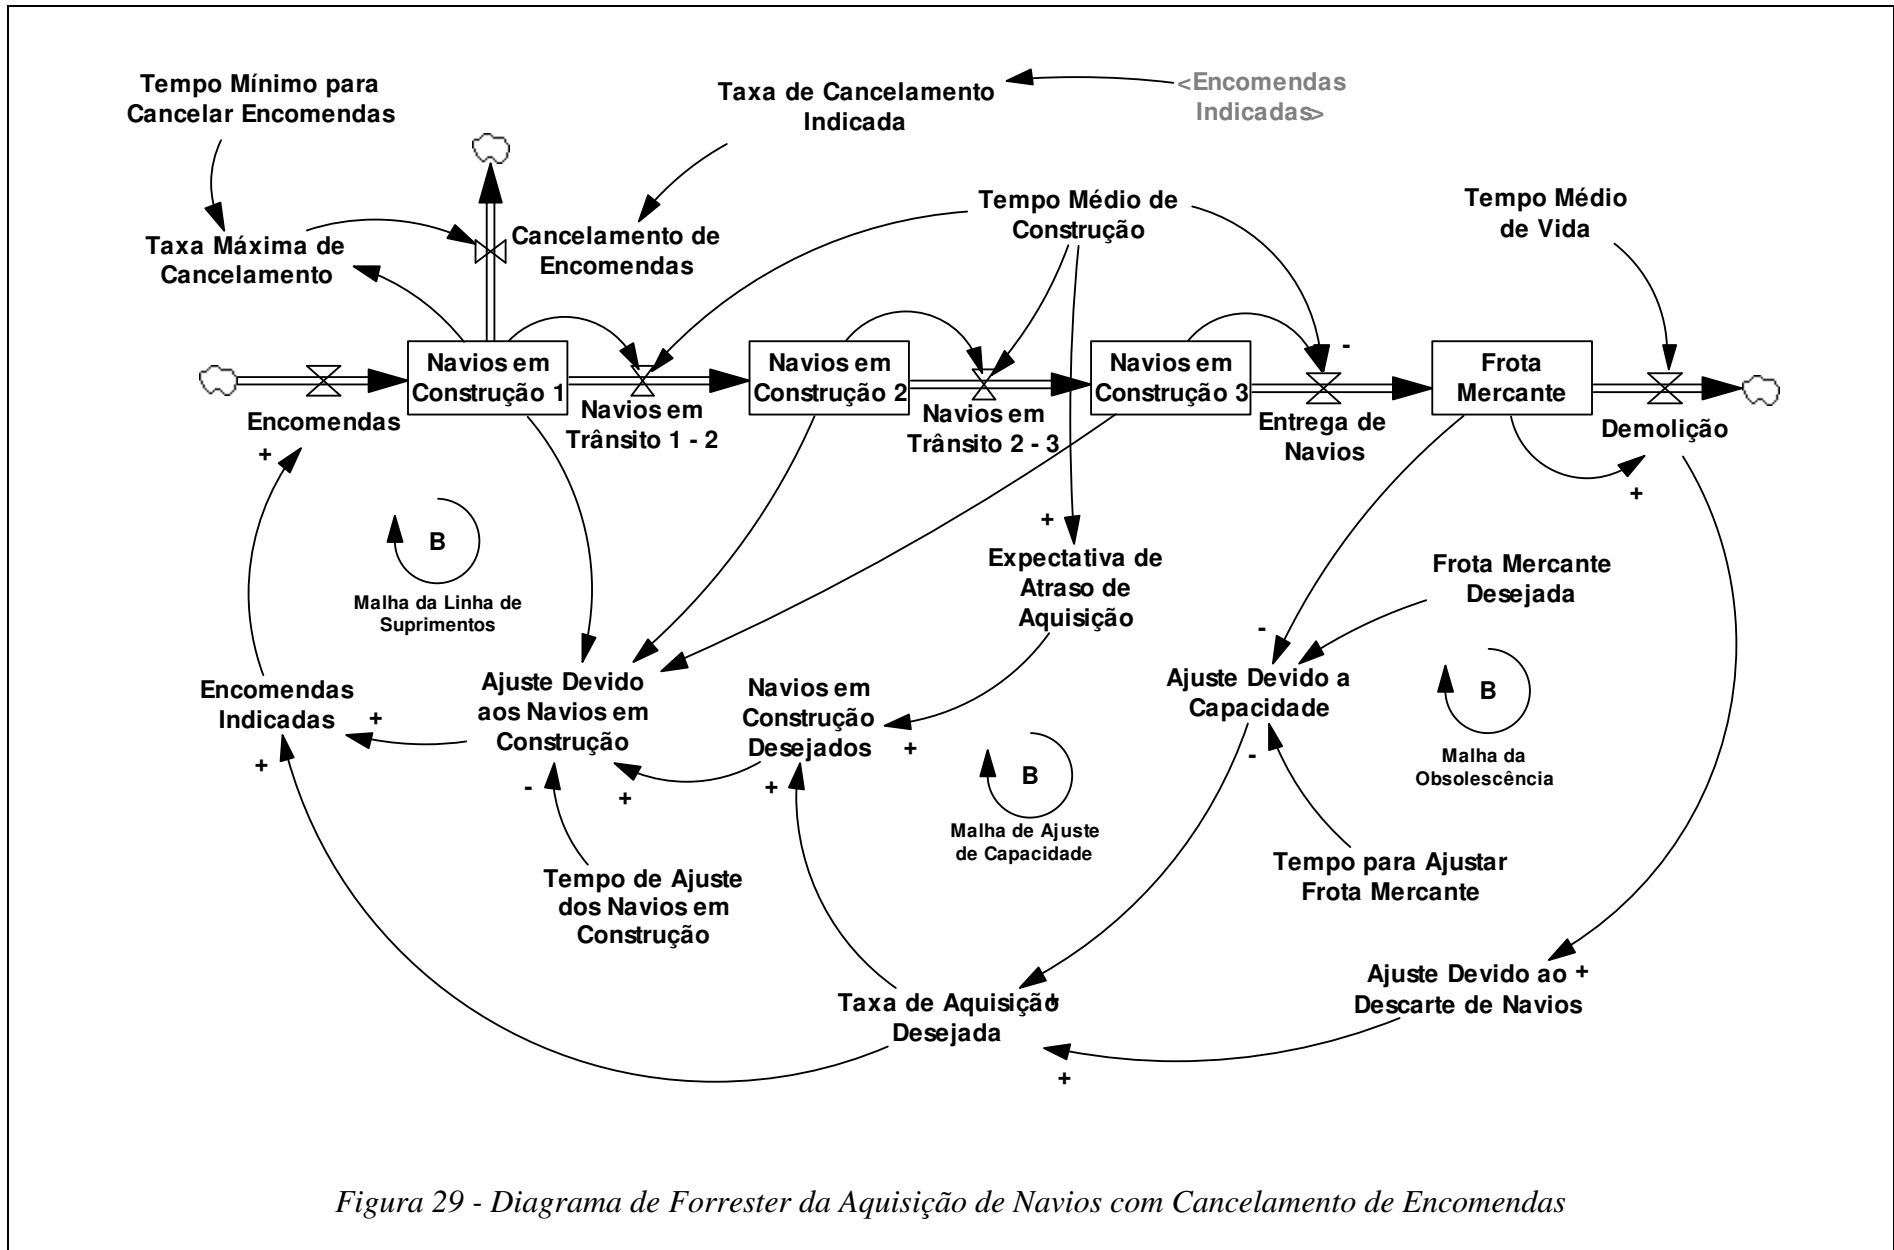 Tempo Mínimo para
Cancelar Encomendas
Taxa de Cancelamento
Indicada
<Encomendas
Indicadas>
Taxa Máxima de
Cancelamento
Cancelamento de
Encomendas
Tempo Médio de
Construção
Tempo Médio
de Vida
Navios em
Construção 1
Navios em
Construção 2
Navios em
Construção 3
-
Frota
Mercante
Encomendas
+
Navios em
Trânsito 1 - 2
Navios em
Trânsito 2 - 3
Entrega de
Navios
Demolição
+
B
Malha da Linha de
Suprimentos
+
Expectativa de
Atraso de
Aquisição
Frota Mercante
Desejada
-
Encomendas
Indicadas
+
+
Ajuste Devido
aos Navios em
Construção
-
+
Navios em
Construção
Desejados
+
+
Ajuste Devido a
Capacidade
-
B
Malha da
Obsolescência
B
Malha de Ajuste
de Capacidade
Tempo de Ajuste
dos Navios em
Construção
Tempo para Ajustar
Frota Mercante
Taxa de Aquisição
Desejada
+
+
Ajuste Devido ao
Descarte de Navios
+
Figura 29 - Diagrama de Forrester da Aquisição de Navios com Cancelamento de Encomendas